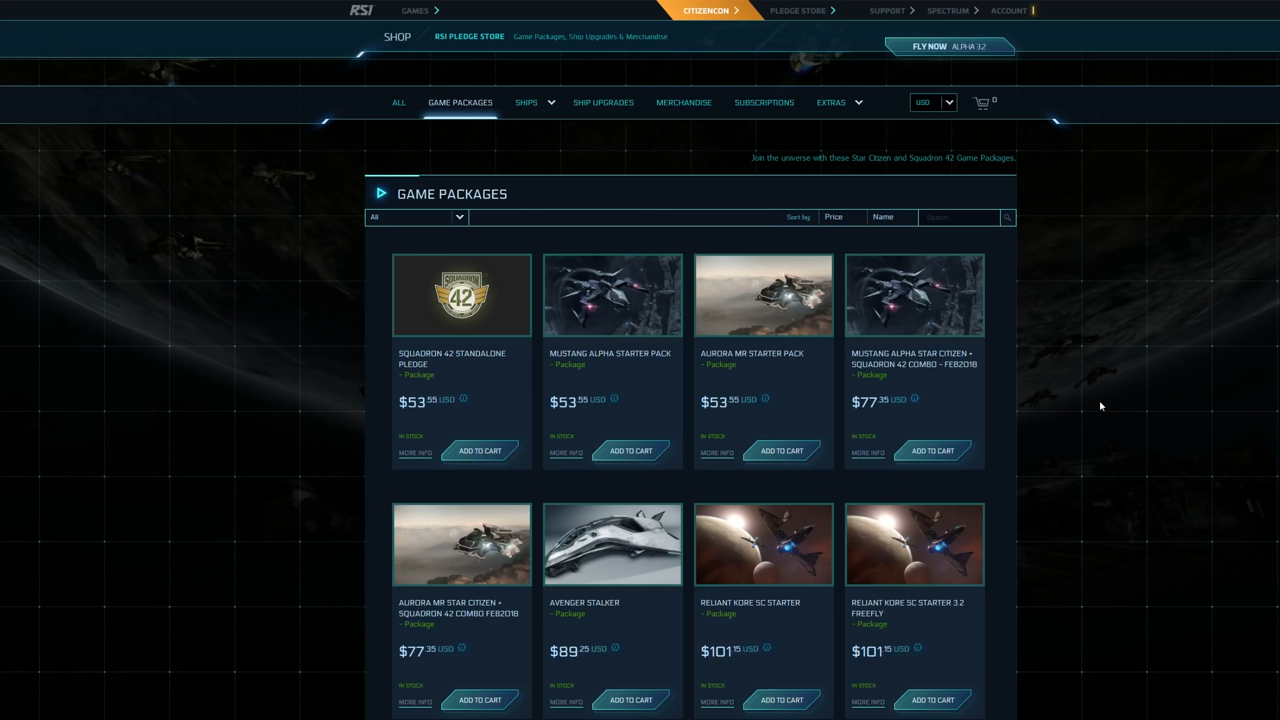 RSI
GAMES
CITIZENCON
PLEDGE STORE
SUPPORT
SPECTRUM
ACCOUNT
SHOP
RSI PLEDGE STORE
Game Packages, Ship Upgrades & Merchandise
FLY NOW ALPHA 3.2
ALL
GAME PACKAGES
SHIPS
SHIP UPGRADES
MERCHANDISE
SUBSCRIPTIONS
EXTRAS
USD
0
Join the universe with these Star Citizen and Squadron 42 Game Packages.
GAME PACKAGES
All
Sort by:
Price
Name
Search...
SQUADRON
42
SQUADRON 42 STANDALONE
PLEDGE
- Package
$53.55 USD
IN STOCK
MORE INFO
ADD TO CART
MUSTANG ALPHA STARTER PACK
- Package
$53.55 USD
IN STOCK
MORE INFO
ADD TO CART
AURORA MR STARTER PACK
- Package
$53.55 USD
IN STOCK
MORE INFO
ADD TO CART
MUSTANG ALPHA STAR CITIZEN +
SQUADRON 42 COMBO - FEB2018
- Package
$77.35 USD
IN STOCK
MORE INFO
ADD TO CART
AURORA MR STAR CITIZEN +
SQUADRON 42 COMBO FEB2018
- Package
$77.35 USD
IN STOCK
MORE INFO
ADD TO CART
AVENGER STALKER
- Package
$89.25 USD
IN STOCK
MORE INFO
ADD TO CART
RELIANT KORE SC STARTER
- Package
$101.15 USD
IN STOCK
MORE INFO
ADD TO CART
RELIANT KORE SC STARTER 3.2
FREEFLY
- Package
$101.15 USD
IN STOCK
MORE INFO
ADD TO CART